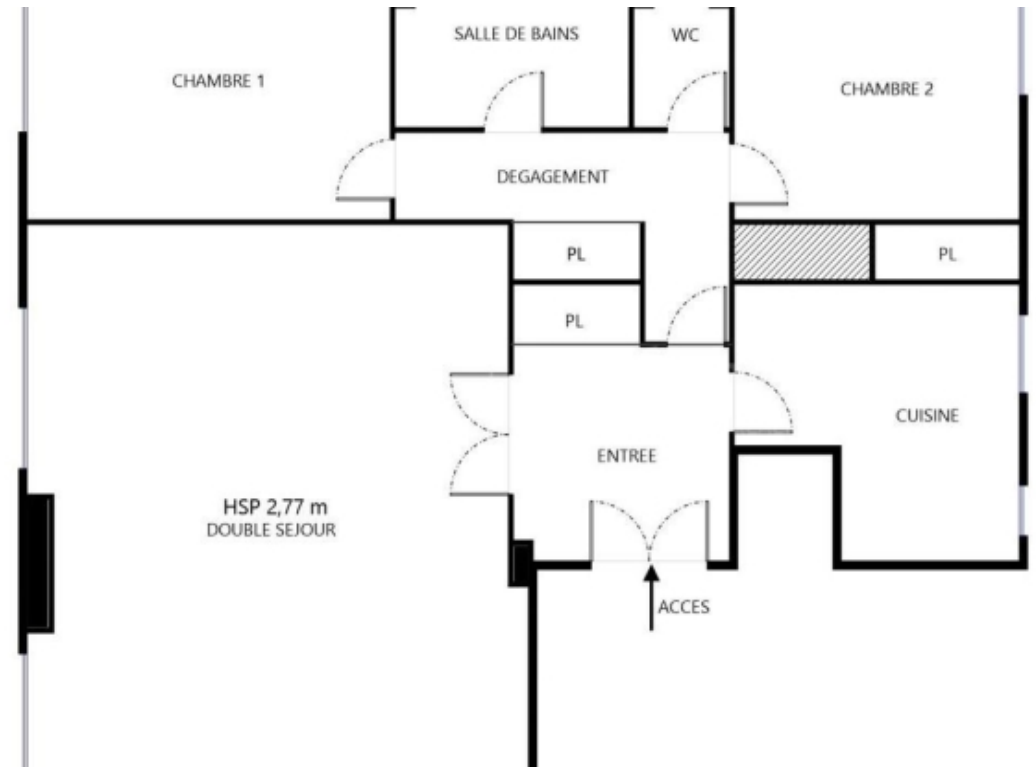 SALLE DE BAINS
WC
CHAMBRE 1
CHAMBRE 2
DEGAGEMENT
PL
PL
PL
CUISINE
ENTREE
HSP 2,77 m
DOUBLE SEJOUR
ACCES